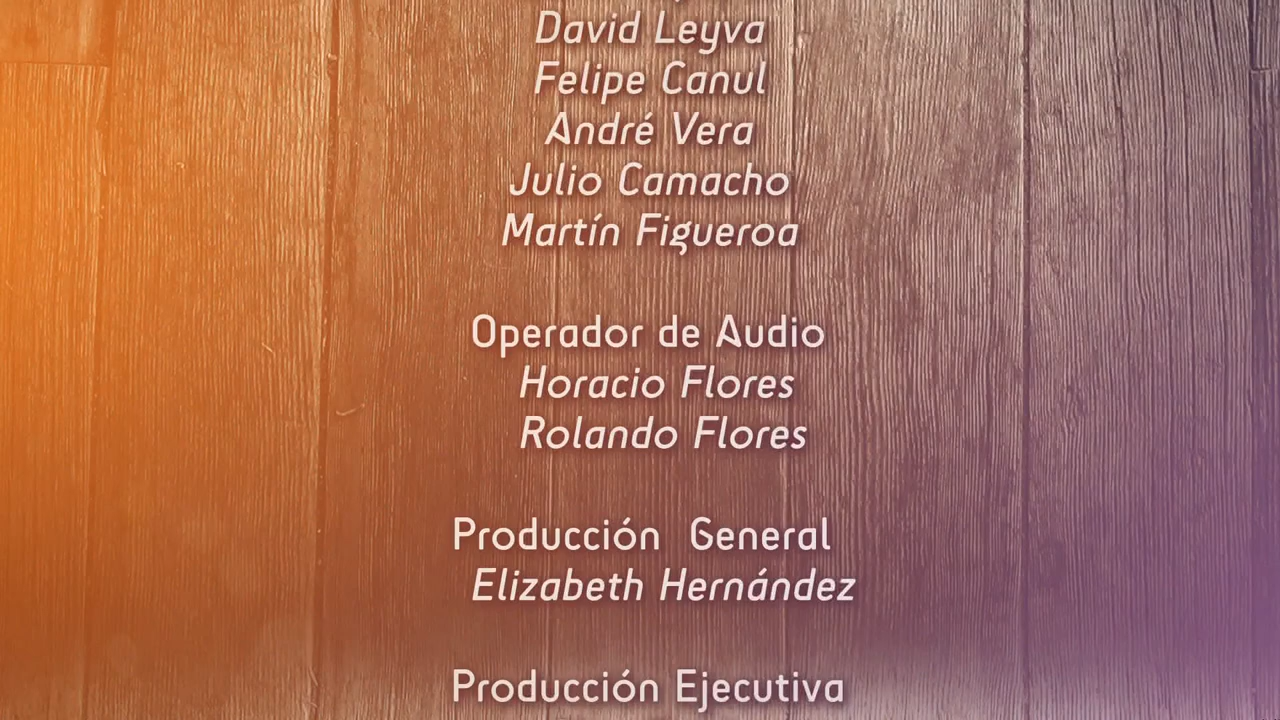 David Leyva
Felipe Canul
André Vera
Julio Camacho
Martín Figueroa
Operador de Audio
Horacio Flores
Rolando Flores
Producción General
Elizabeth Hernández
Producción Ejecutiva